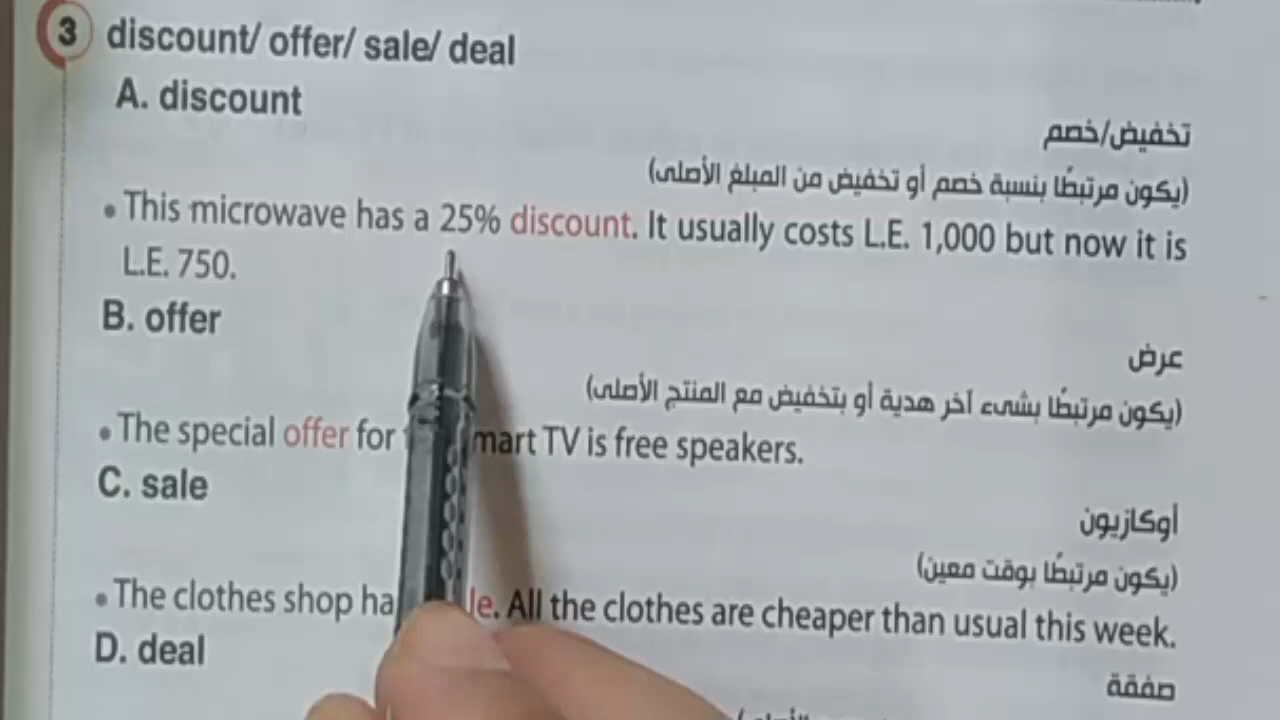 3 discount/ offer/ sale/ deal
A. discount
تخفيض/خصم
(يكون مرتبطًا بنسبة خصم أو تخفيض من المبلغ الأصلى)
• This microwave has a 25% discount. It usually costs L.E. 1,000 but now it is
L.E. 750.
B. offer
عرض
(يكون مرتبطًا بشىء آخر هدية أو بتخفيض مع المنتج الأصلى)
• The special offer for mart TV is free speakers.
C. sale
أوكازيون
(يكون مرتبطًا بوقت معين)
• The clothes shop ha le. All the clothes are cheaper than usual this week.
D. deal
صفقة